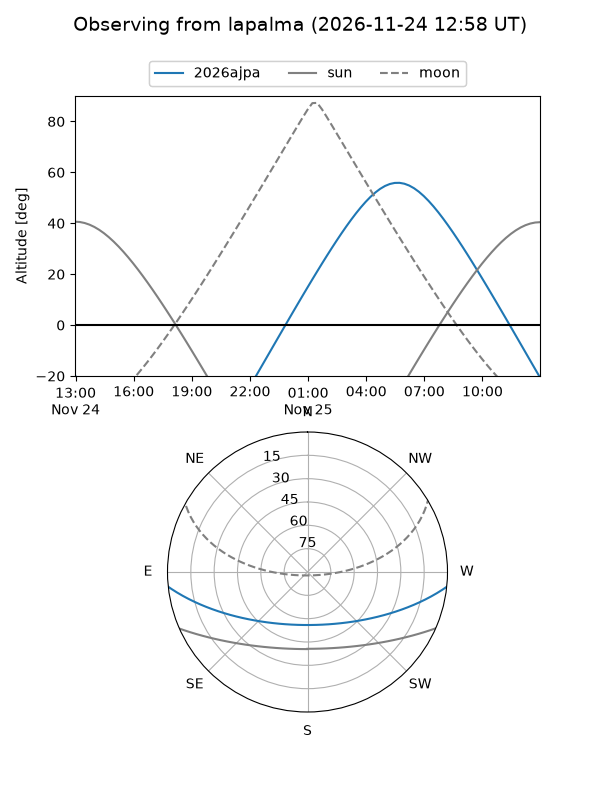 Observing from lapalma (2026-11-24 12:58 UT)
2026ajpa sun moon
Altitude [deg]
80
60
40
20
0
−20
13:00 16:00 19:00 22:00 01:00 04:00 07:00 10:00
Nov 24 Nov 25
N
NE NW
15
30
45
60
75
E W
SE SW
S